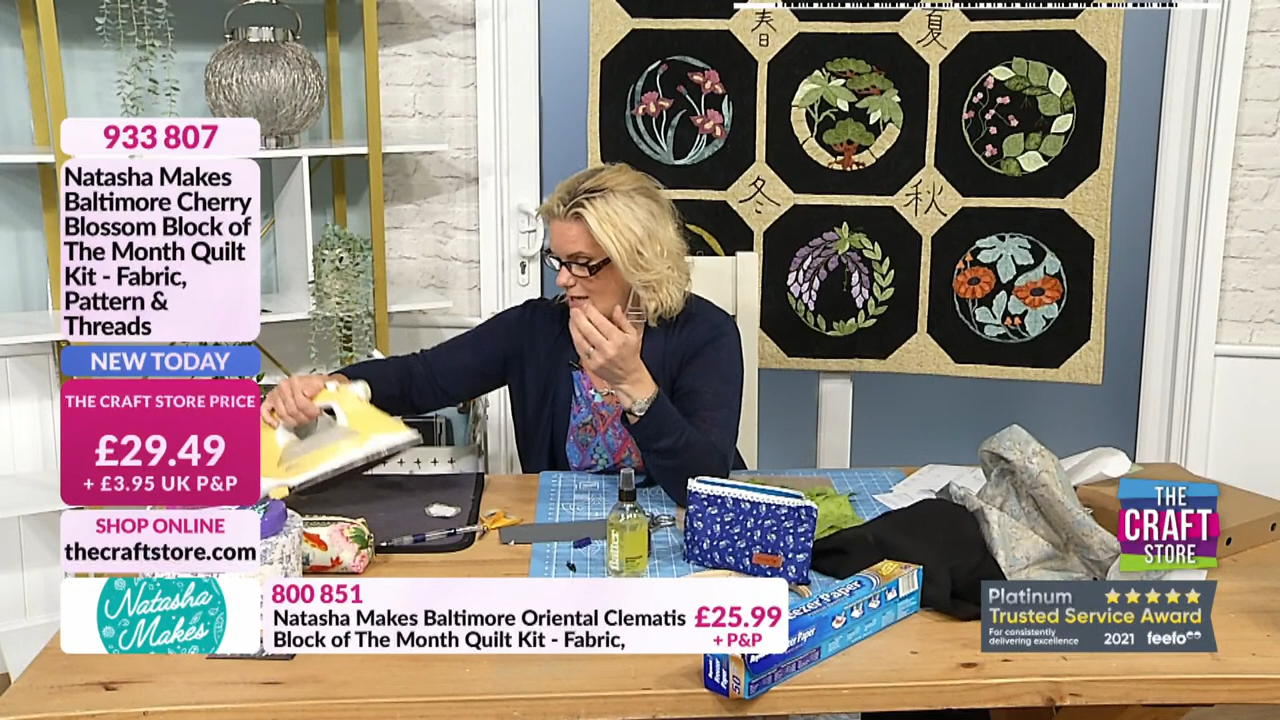 春
夏
冬
秋
933 807
Natasha Makes
Baltimore Cherry
Blossom Block of
The Month Quilt
Kit - Fabric,
Pattern &
Threads
NEW TODAY
THE CRAFT STORE PRICE
£29.49
+ £3.95 UK P&P
SHOP ONLINE
thecraftstore.com
Natasha
Makes
800 851
Natasha Makes Baltimore Oriental Clematis
Block of The Month Quilt Kit - Fabric,
£25.99
+ P&P
Freezer Paper
50
THE
CRAFT
STORE
Platinum
Trusted Service Award
For consistently
delivering excellence
2021 feefo